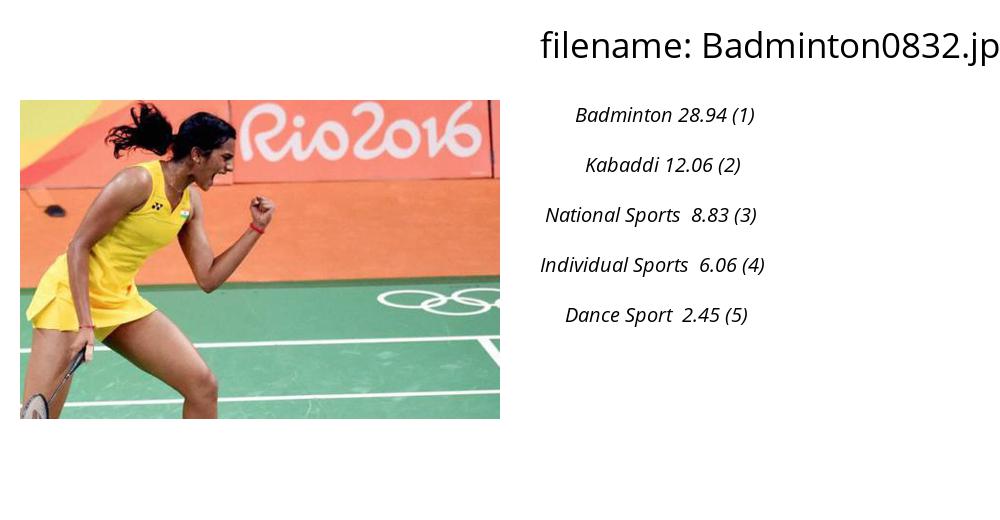 filename: Badminton0832.jp
Rio2016
Badminton 28.94 (1)
Kabaddi 12.06 (2)
National Sports 8.83 (3)
Individual Sports 6.06 (4)
Dance Sport 2.45 (5)